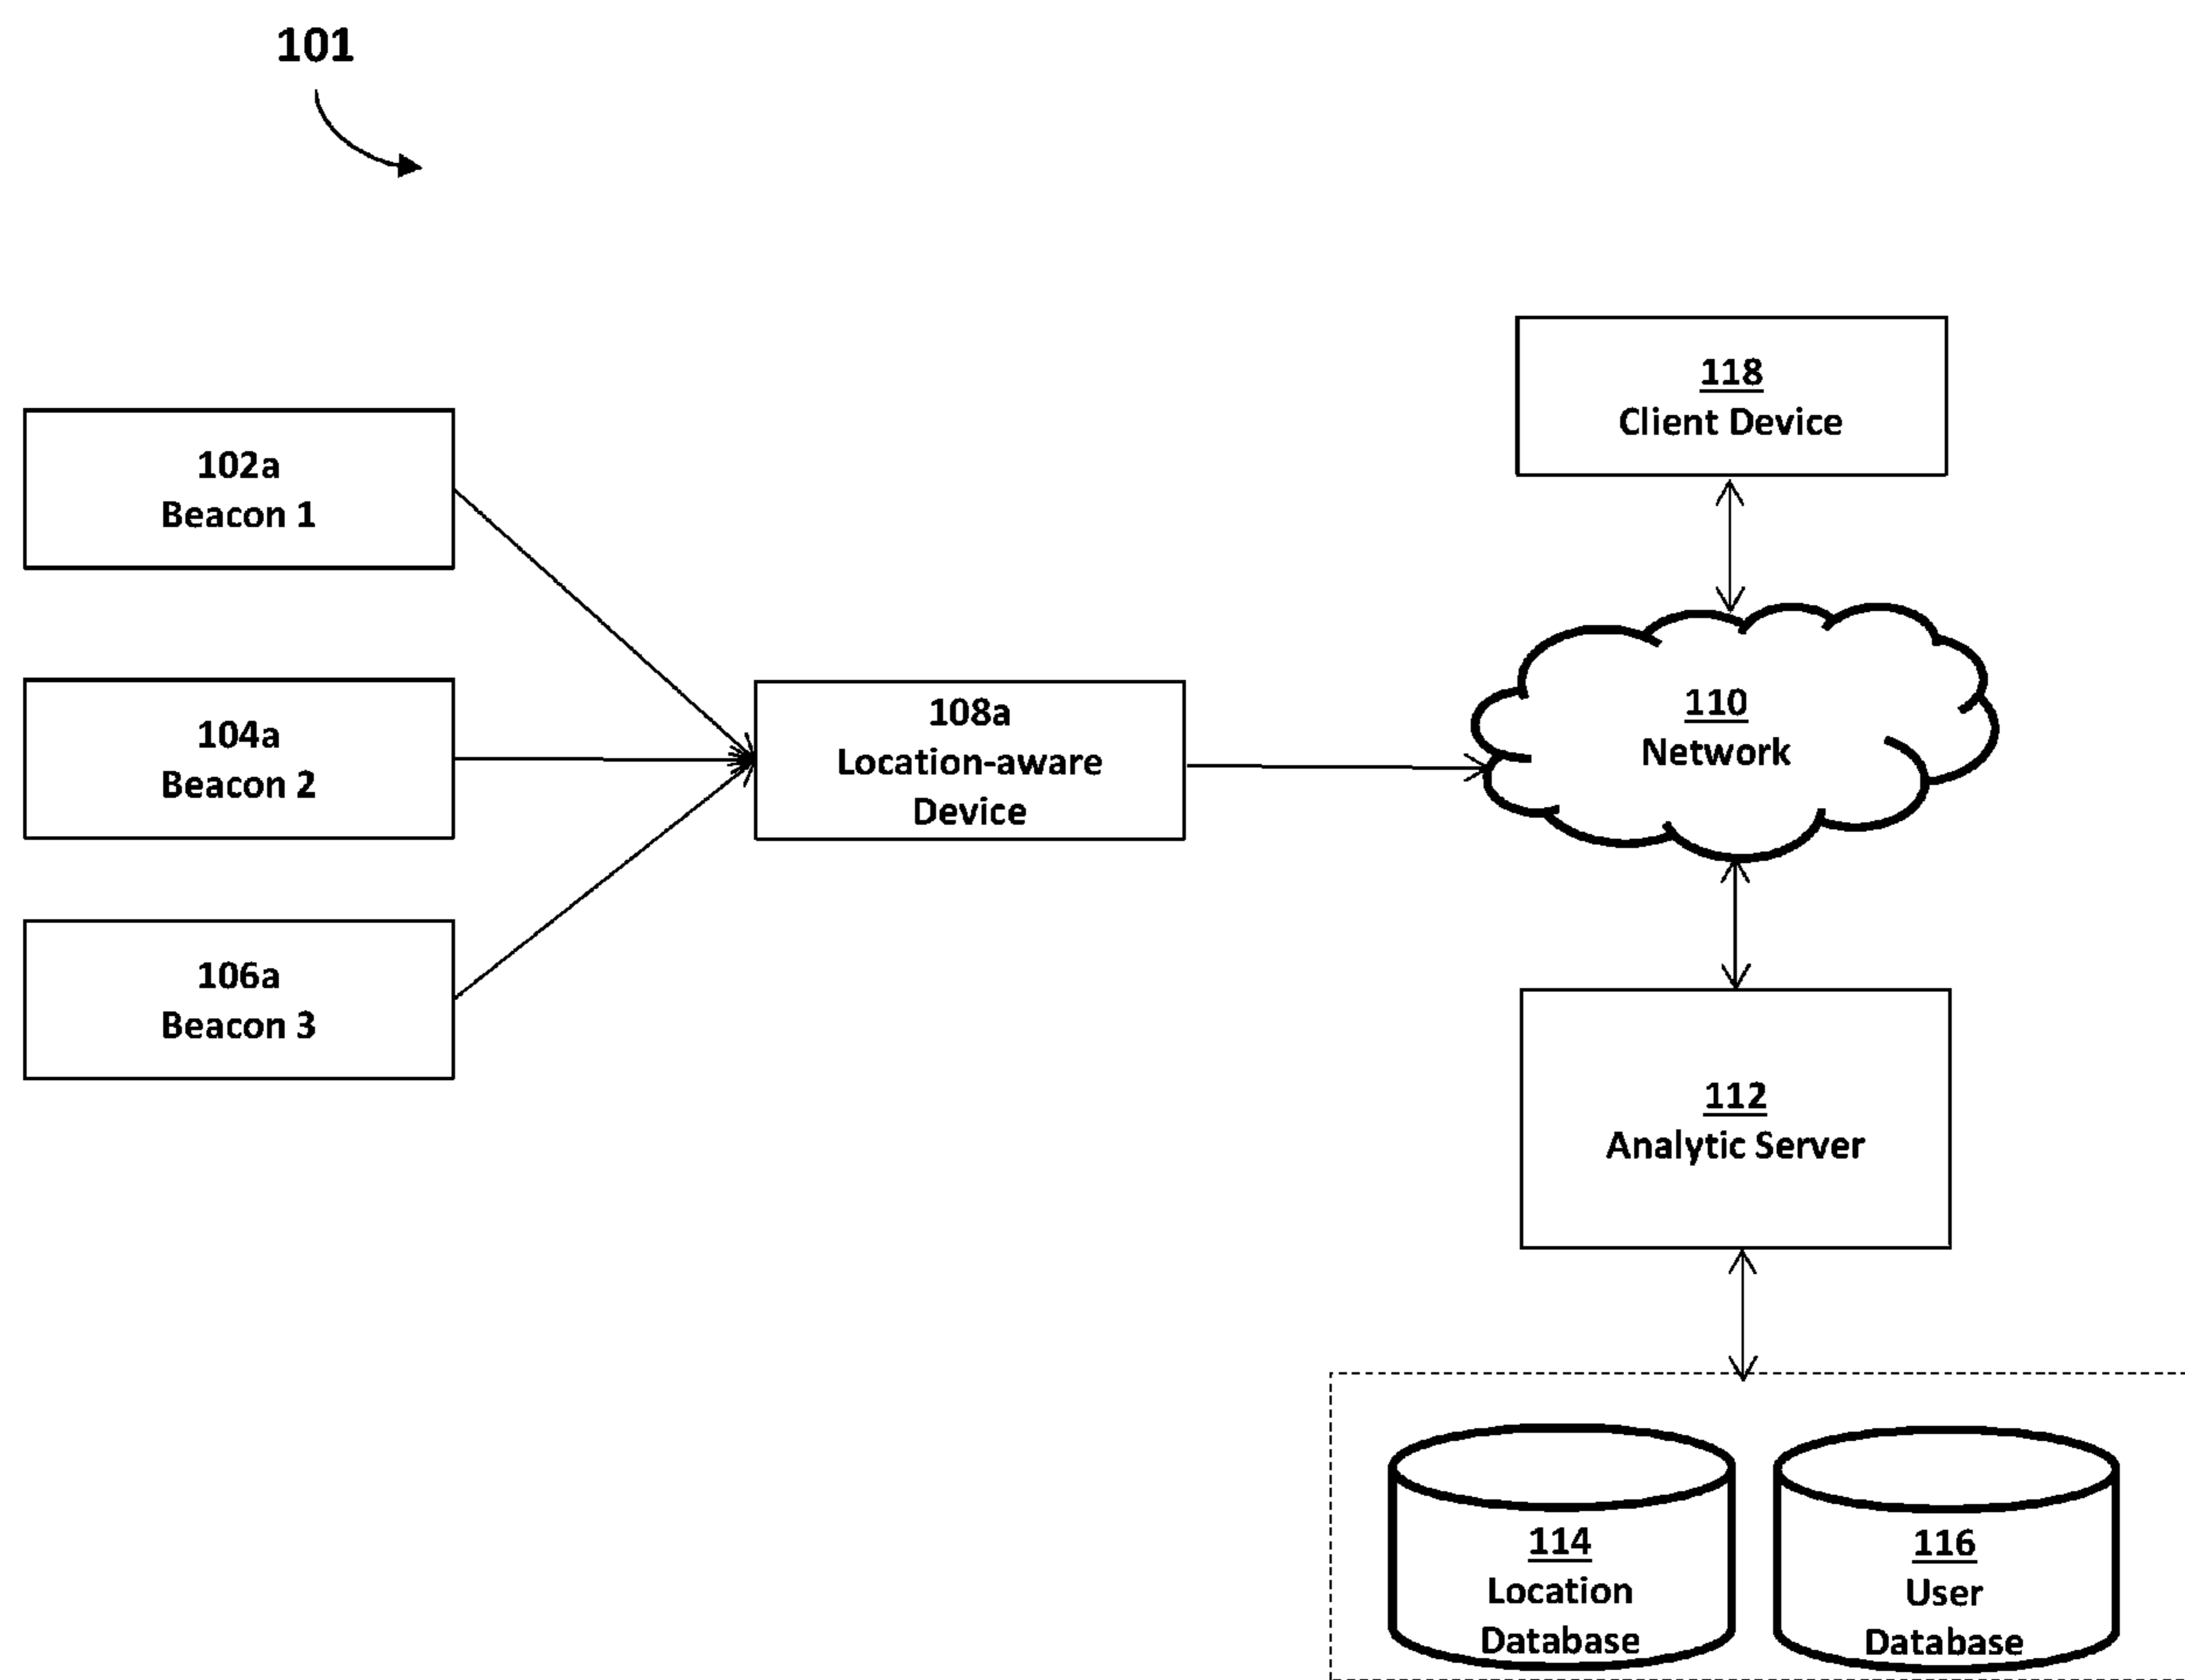 101
118
Client Device
102a
Beacon 1
104a
Beacon 2
108a
Location-aware
Device
110
Network
106a
Beacon 3
112
Analytic Server
114
Location
Database
116
User
Database